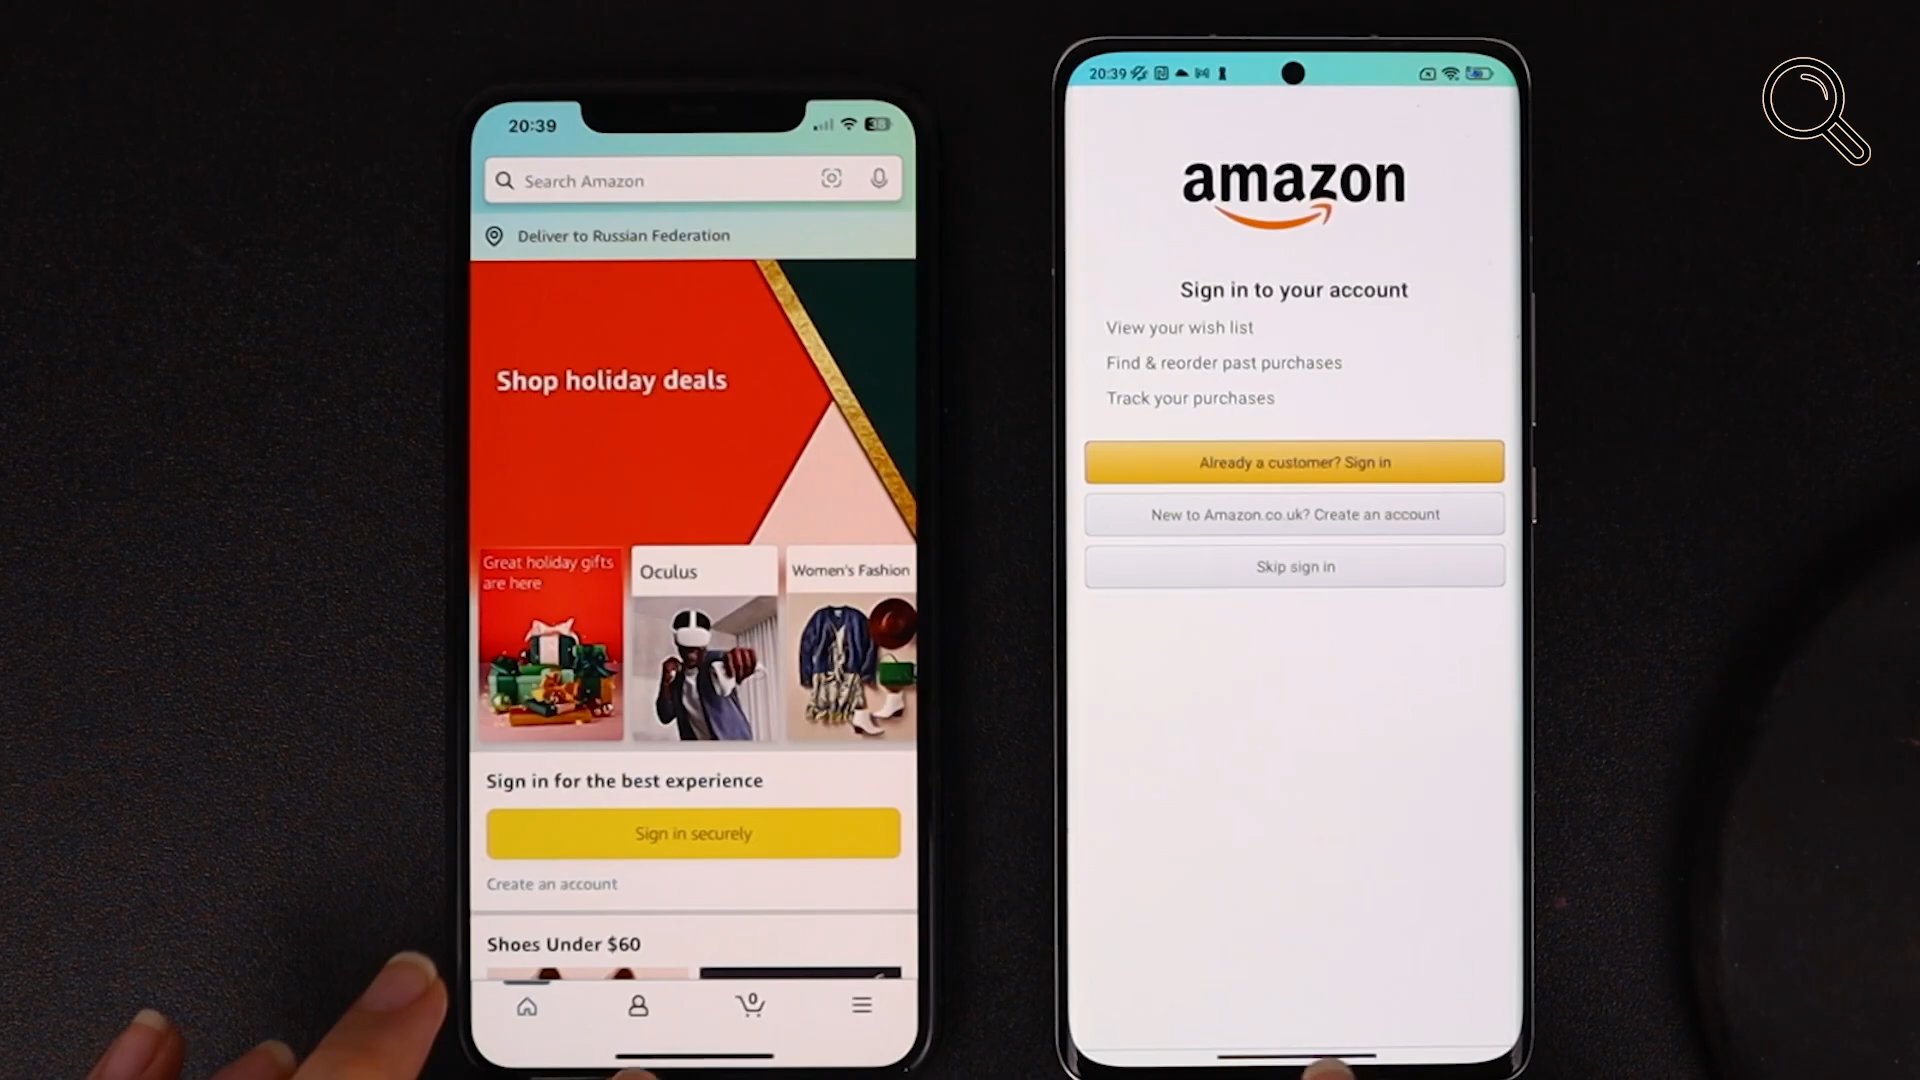 20:39
38
Search Amazon
Deliver to Russian Federation
Shop holiday deals
Great holiday gifts
are here
Oculus
Women's Fashion
Sign in for the best experience
Sign in securely
Create an account
Shoes Under $60
0
20:39
amazon
Sign in to your account
View your wish list
Find & reorder past purchases
Track your purchases
Already a customer? Sign in
New to Amazon.co.uk? Create an account
Skip sign in